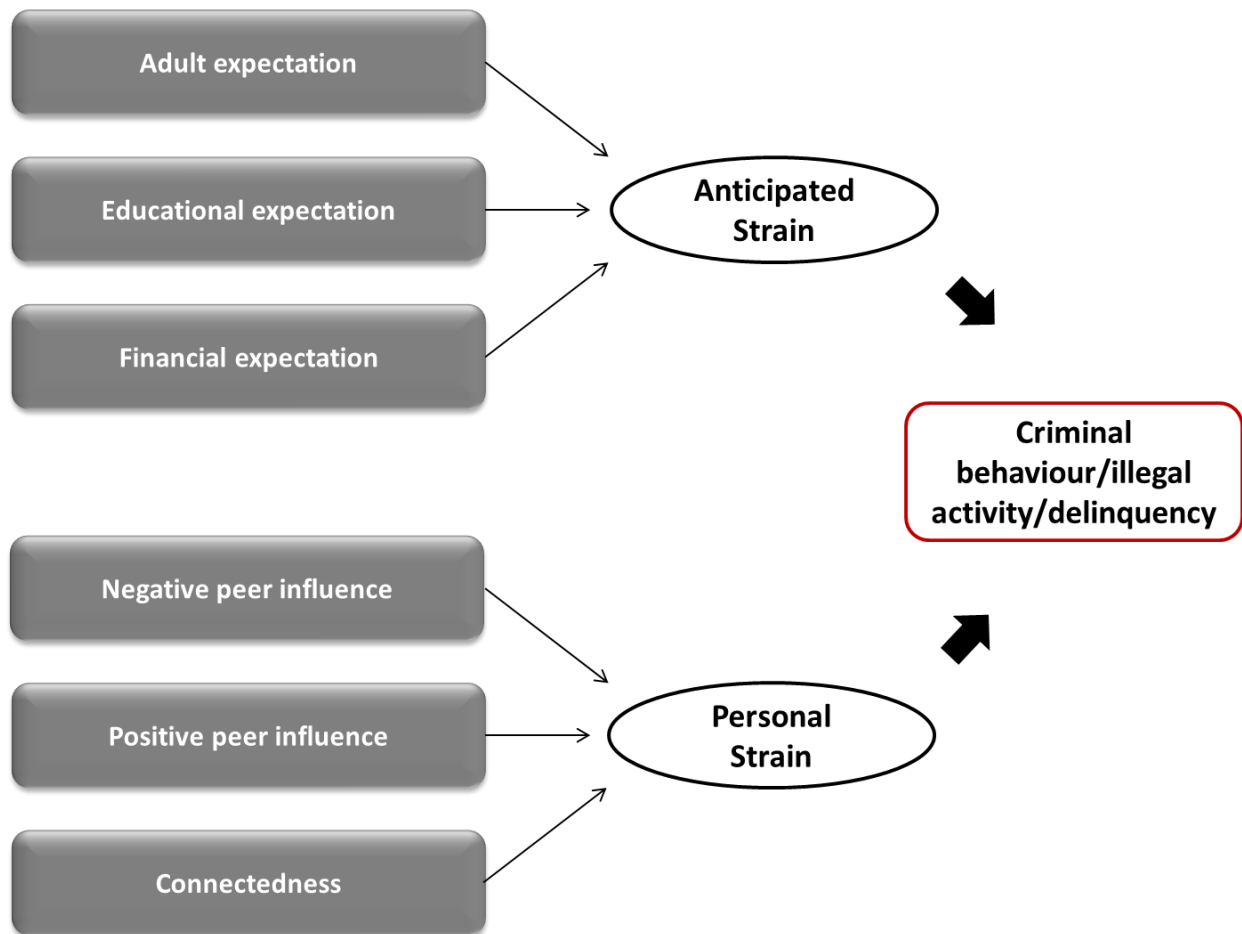 Adult expectation
Educational expectation
Financial expectation
Anticipated
Strain
Criminal
behaviour/illegal
activity/delinquency
Negative peer influence
Positive peer influence
Connectedness
Personal
Strain